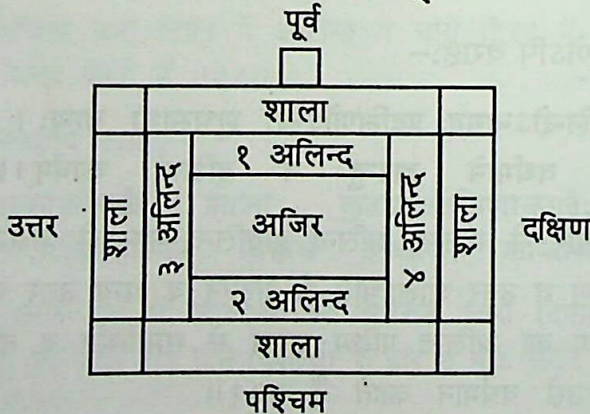 पूर्व
शाला
१ अलिन्द
उत्तर
शाला
३ अलिन्द
अजिर
४ अलिन्द
शाला
दक्षिण
२ अलिन्द
शाला
पश्चिम